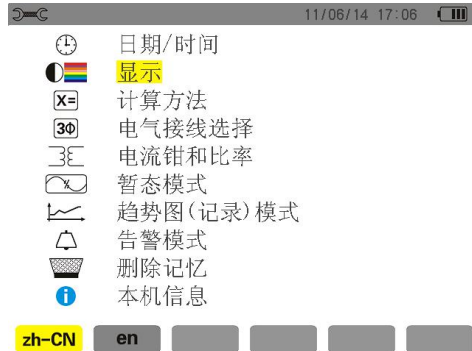 11/06/14 17:06
日期/时间
显示
X= 计算方法
3Φ 电气接线选择
电流钳和比率
暂态模式
趋势图(记录)模式
告警模式
删除记忆
i 本机信息
zh-CN en